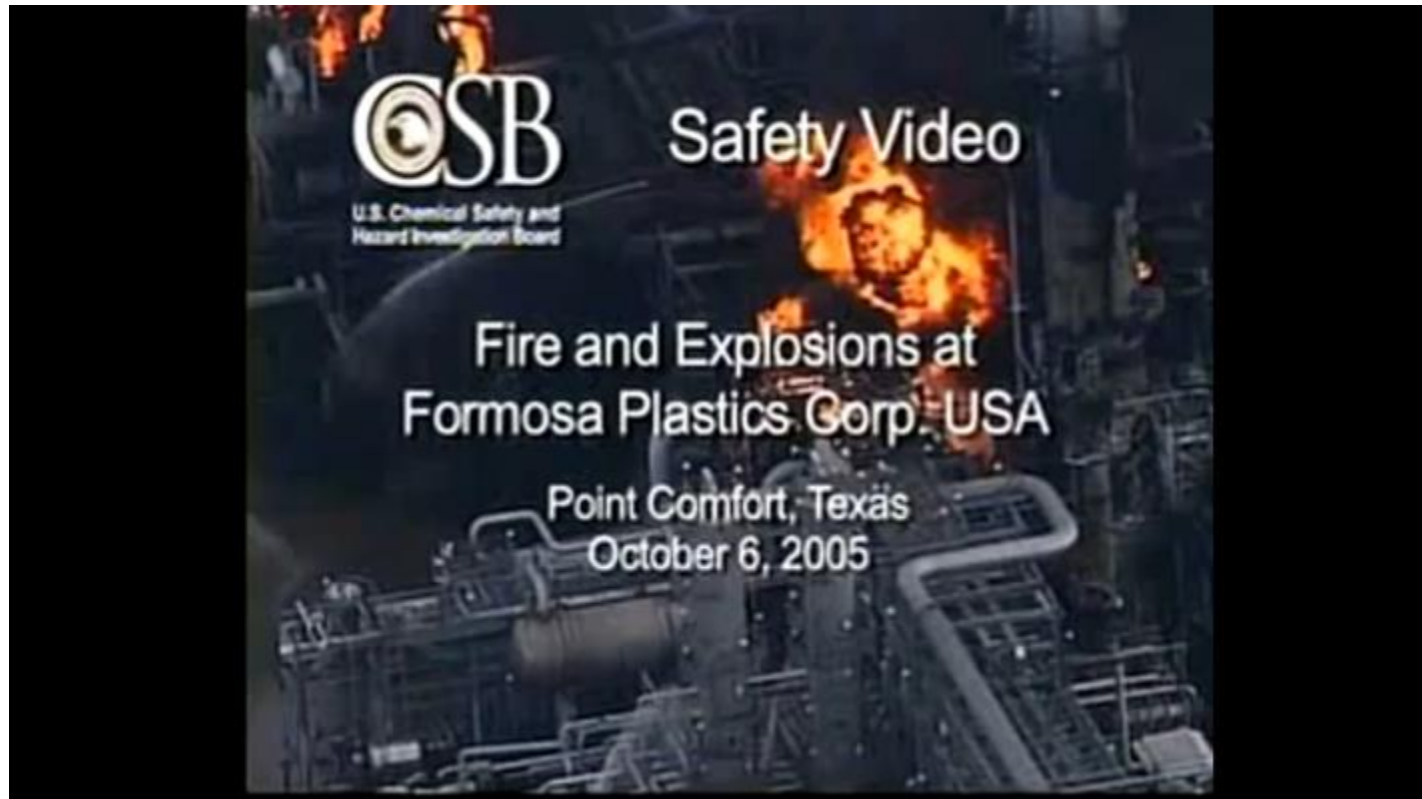 CSB
Safety Video
U.S. Chemical Safety and
Hazard Investigation Board
Fire and Explosions at
Formosa Plastics Corp. USA
Point Comfort, Texas
October 6, 2005